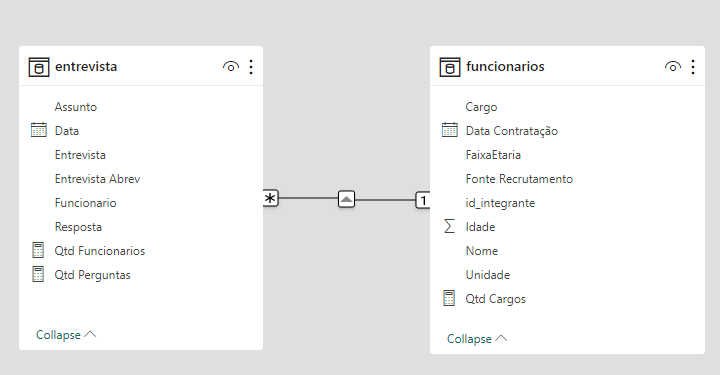 entrevista
Assunto
Data
Entrevista
Entrevista Abrev
Funcionario
Resposta
Qtd Funcionarios
Qtd Perguntas
Collapse
*
1
funcionarios
Cargo
Data Contratação
FaixaEtaria
Fonte Recrutamento
id_integrante
Idade
Nome
Unidade
Qtd Cargos
Collapse